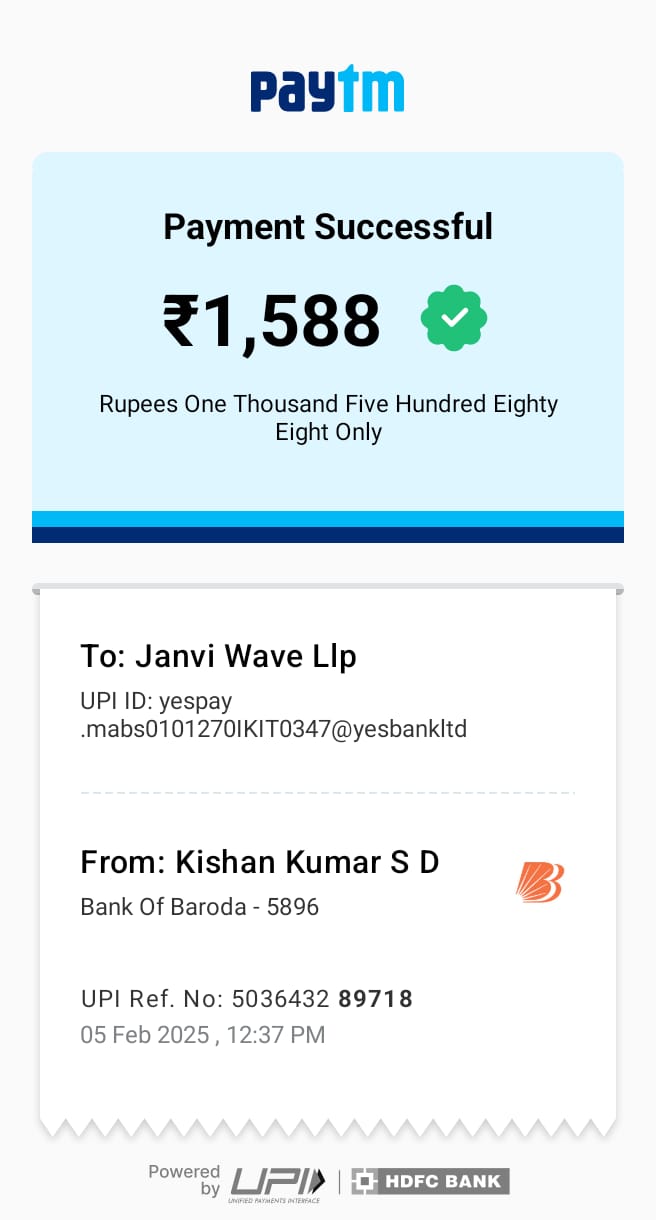 paytm
Payment Successful
₹1,588
Rupees One Thousand Five Hundred Eighty
Eight Only
To: Janvi Wave Llp
UPI ID: yespay
.mabs0101270IKIT0347@yesbankltd
From: Kishan Kumar S D
Bank Of Baroda - 5896
UPI Ref. No: 5036432 89718
05 Feb 2025 , 12:37 PM
Powered
by
UPI
UNIFIED PAYMENTS INTERFACE
HDFC BANK